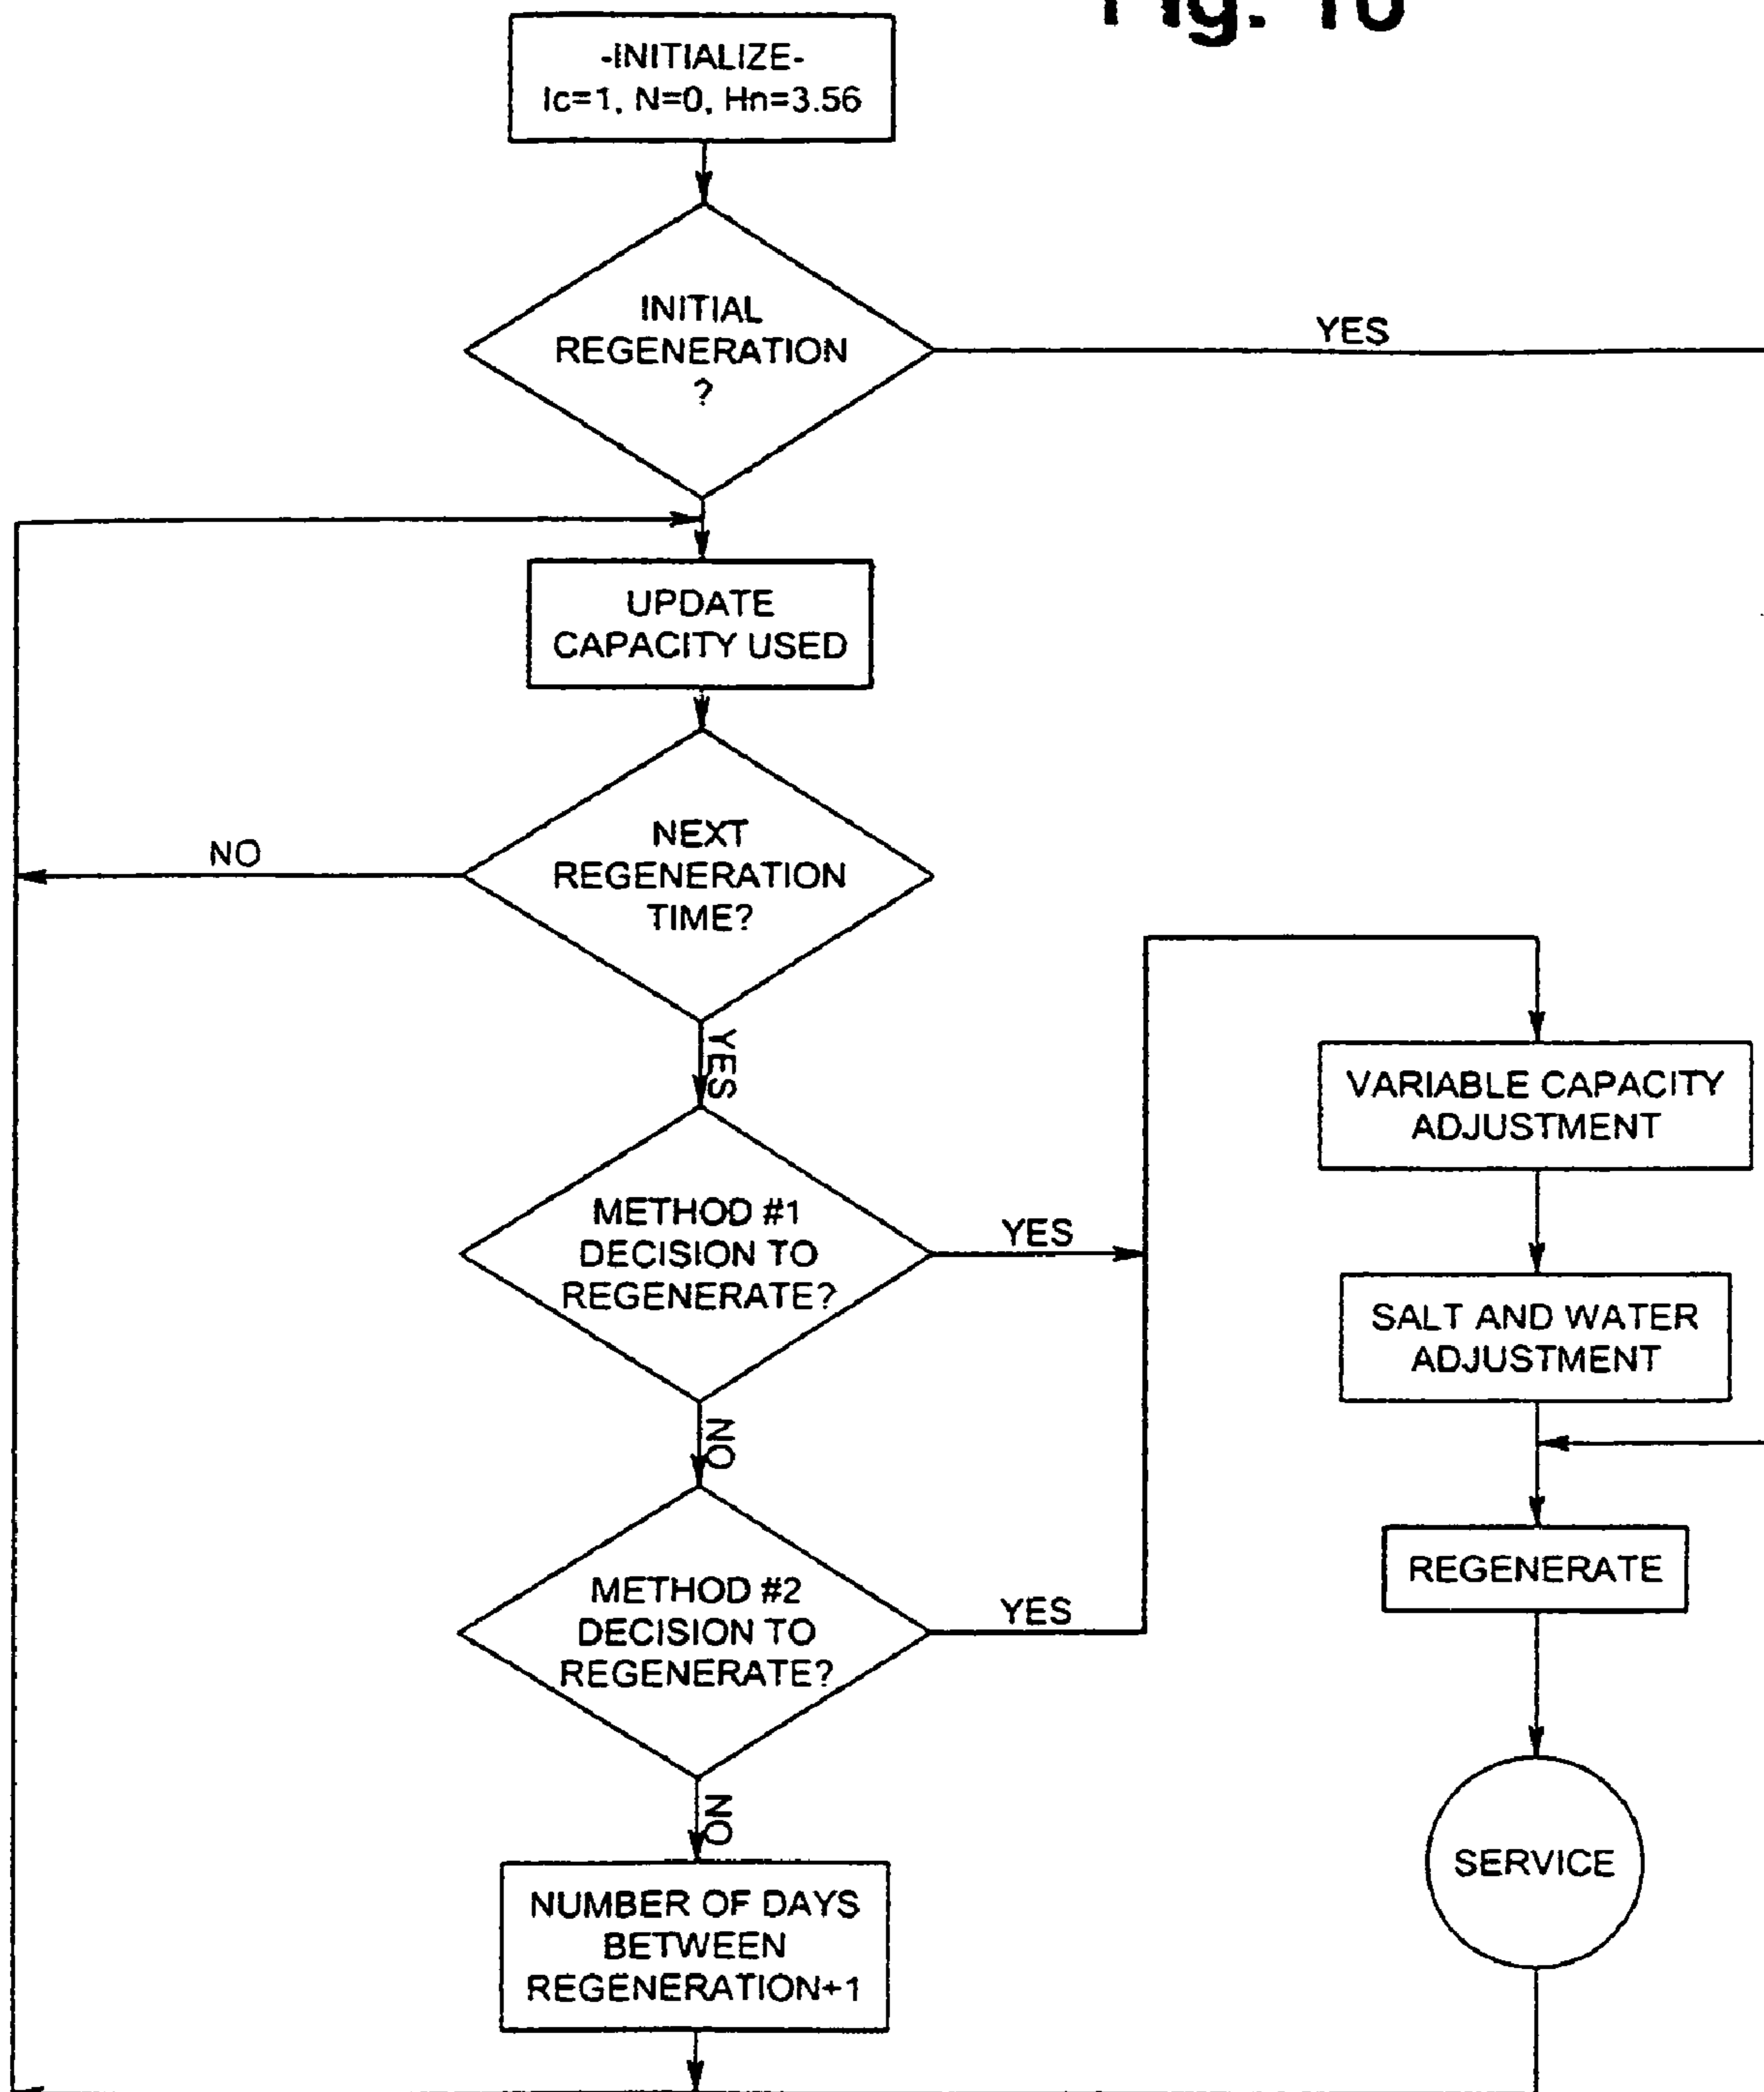 Fig. 10
-INITIALIZE-
Ic=1, N=0, Hn=3.56
INITIAL
REGENERATION
?
YES
UPDATE
CAPACITY USED
NEXT
REGENERATION
TIME?
NO
YES
VARIABLE CAPACITY
ADJUSTMENT
METHOD #1
DECISION TO
REGENERATE?
YES
SALT AND WATER
ADJUSTMENT
NO
REGENERATE
METHOD #2
DECISION TO
REGENERATE?
YES
NO
SERVICE
NUMBER OF DAYS
BETWEEN
REGENERATION+1